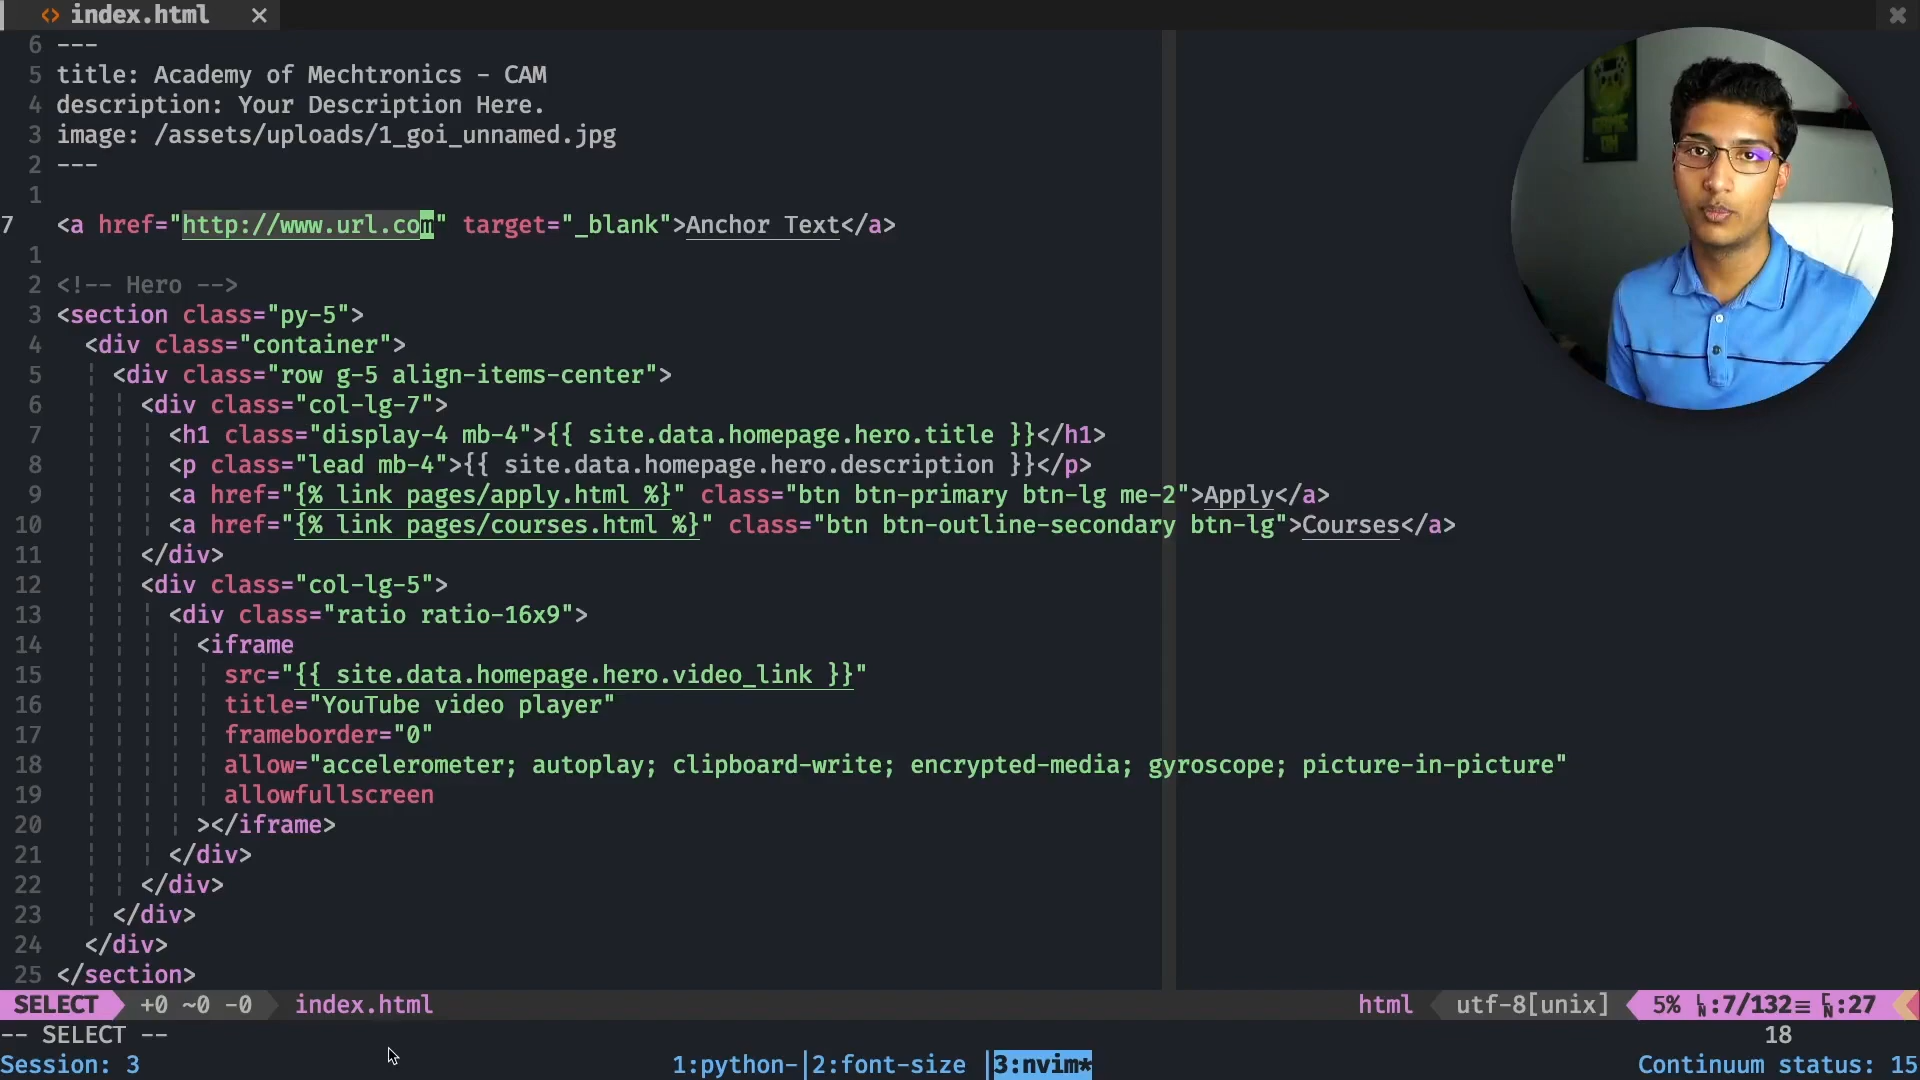 <> index.html ×
✖
6 ---
5 title: Academy of Mechtronics - CAM
4 description: Your Description Here.
3 image: /assets/uploads/1_goi_unnamed.jpg
2 ---
1
7 <a href="http://www.url.com" target="_blank">Anchor Text</a>
1
2 <!-- Hero -->
3 <section class="py-5">
4 <div class="container">
5 <div class="row g-5 align-items-center">
6 <div class="col-lg-7">
7 <h1 class="display-4 mb-4">{{ site.data.homepage.hero.title }}</h1>
8 <p class="lead mb-4">{{ site.data.homepage.hero.description }}</p>
9 <a href="{% link pages/apply.html %}" class="btn btn-primary btn-lg me-2">Apply</a>
10 <a href="{% link pages/courses.html %}" class="btn btn-outline-secondary btn-lg">Courses</a>
11 </div>
12 <div class="col-lg-5">
13 <div class="ratio ratio-16x9">
14 <iframe
15 src="{{ site.data.homepage.hero.video_link }}"
16 title="YouTube video player"
17 frameborder="0"
18 allow="accelerometer; autoplay; clipboard-write; encrypted-media; gyroscope; picture-in-picture"
19 allowfullscreen
20 ></iframe>
21 </div>
22 </div>
23 </div>
24 </div>
25 </section>
SELECT +0 ~0 -0 index.html html utf-8[unix] 5% :7/132≡ :27
-- SELECT -- 18
Session: 3 1:python-|2:font-size |3:nvim* Continuum status: 15